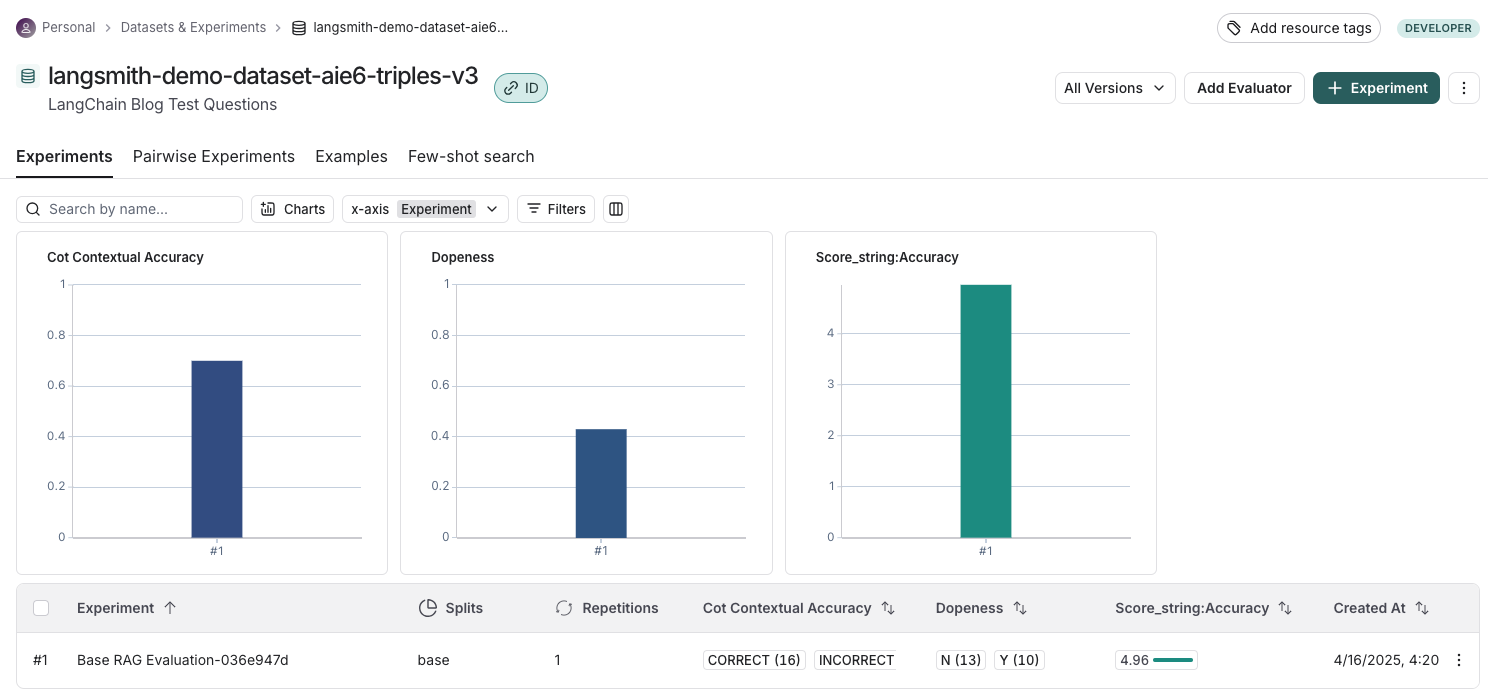 Personal > Datasets & Experiments > langsmith-demo-dataset-aie6...
Add resource tags
DEVELOPER
langsmith-demo-dataset-aie6-triples-v3
ID
LangChain Blog Test Questions
All Versions
Add Evaluator
+ Experiment
Experiments Pairwise Experiments Examples Few-shot search
Search by name...
Charts
x-axis Experiment
Filters
Cot Contextual Accuracy
1
0.8
0.6
0.4
0.2
0
#1
Dopeness
1
0.8
0.6
0.4
0.2
0
#1
Score_string:Accuracy
4
3
2
1
0
#1
Experiment Splits Repetitions Cot Contextual Accuracy Dopeness Score_string:Accuracy Created At
#1 Base RAG Evaluation-036e947d base 1 CORRECT (16) INCORRECT N (13) Y (10) 4.96 4/16/2025, 4:20